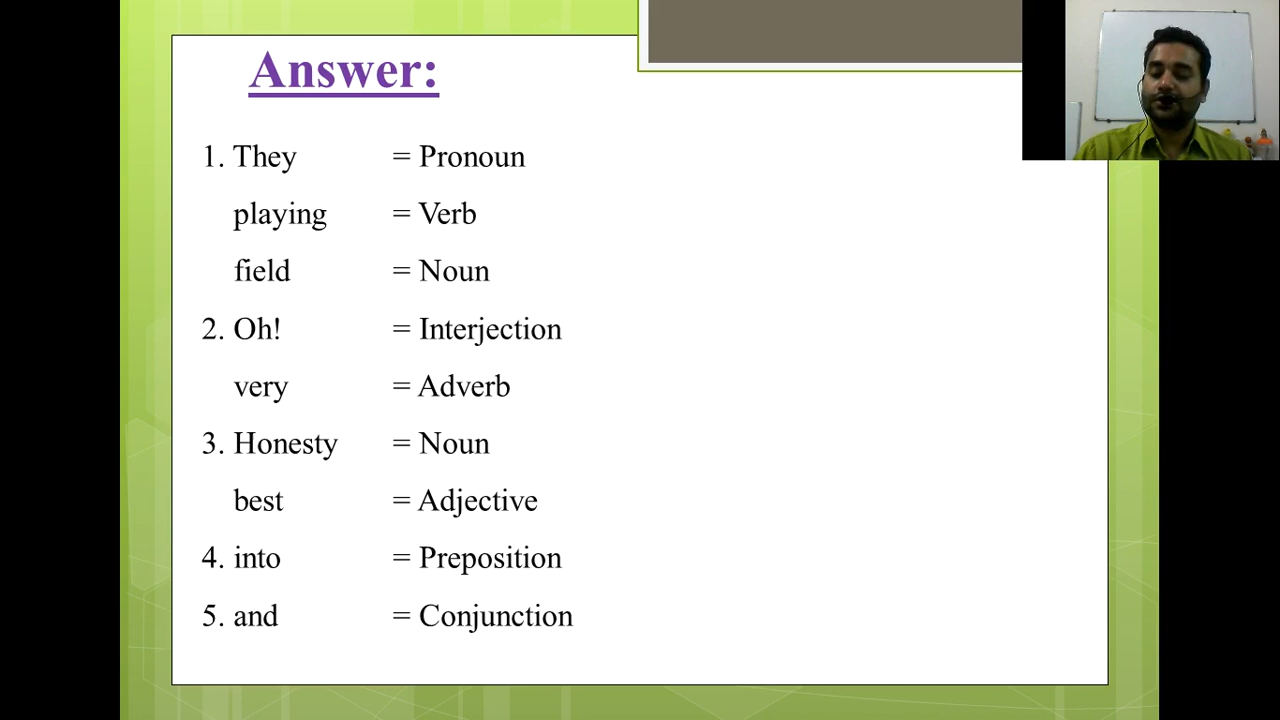 Answer:
1. They = Pronoun
playing = Verb
field = Noun
2. Oh! = Interjection
very = Adverb
3. Honesty = Noun
best = Adjective
4. into = Preposition
5. and = Conjunction